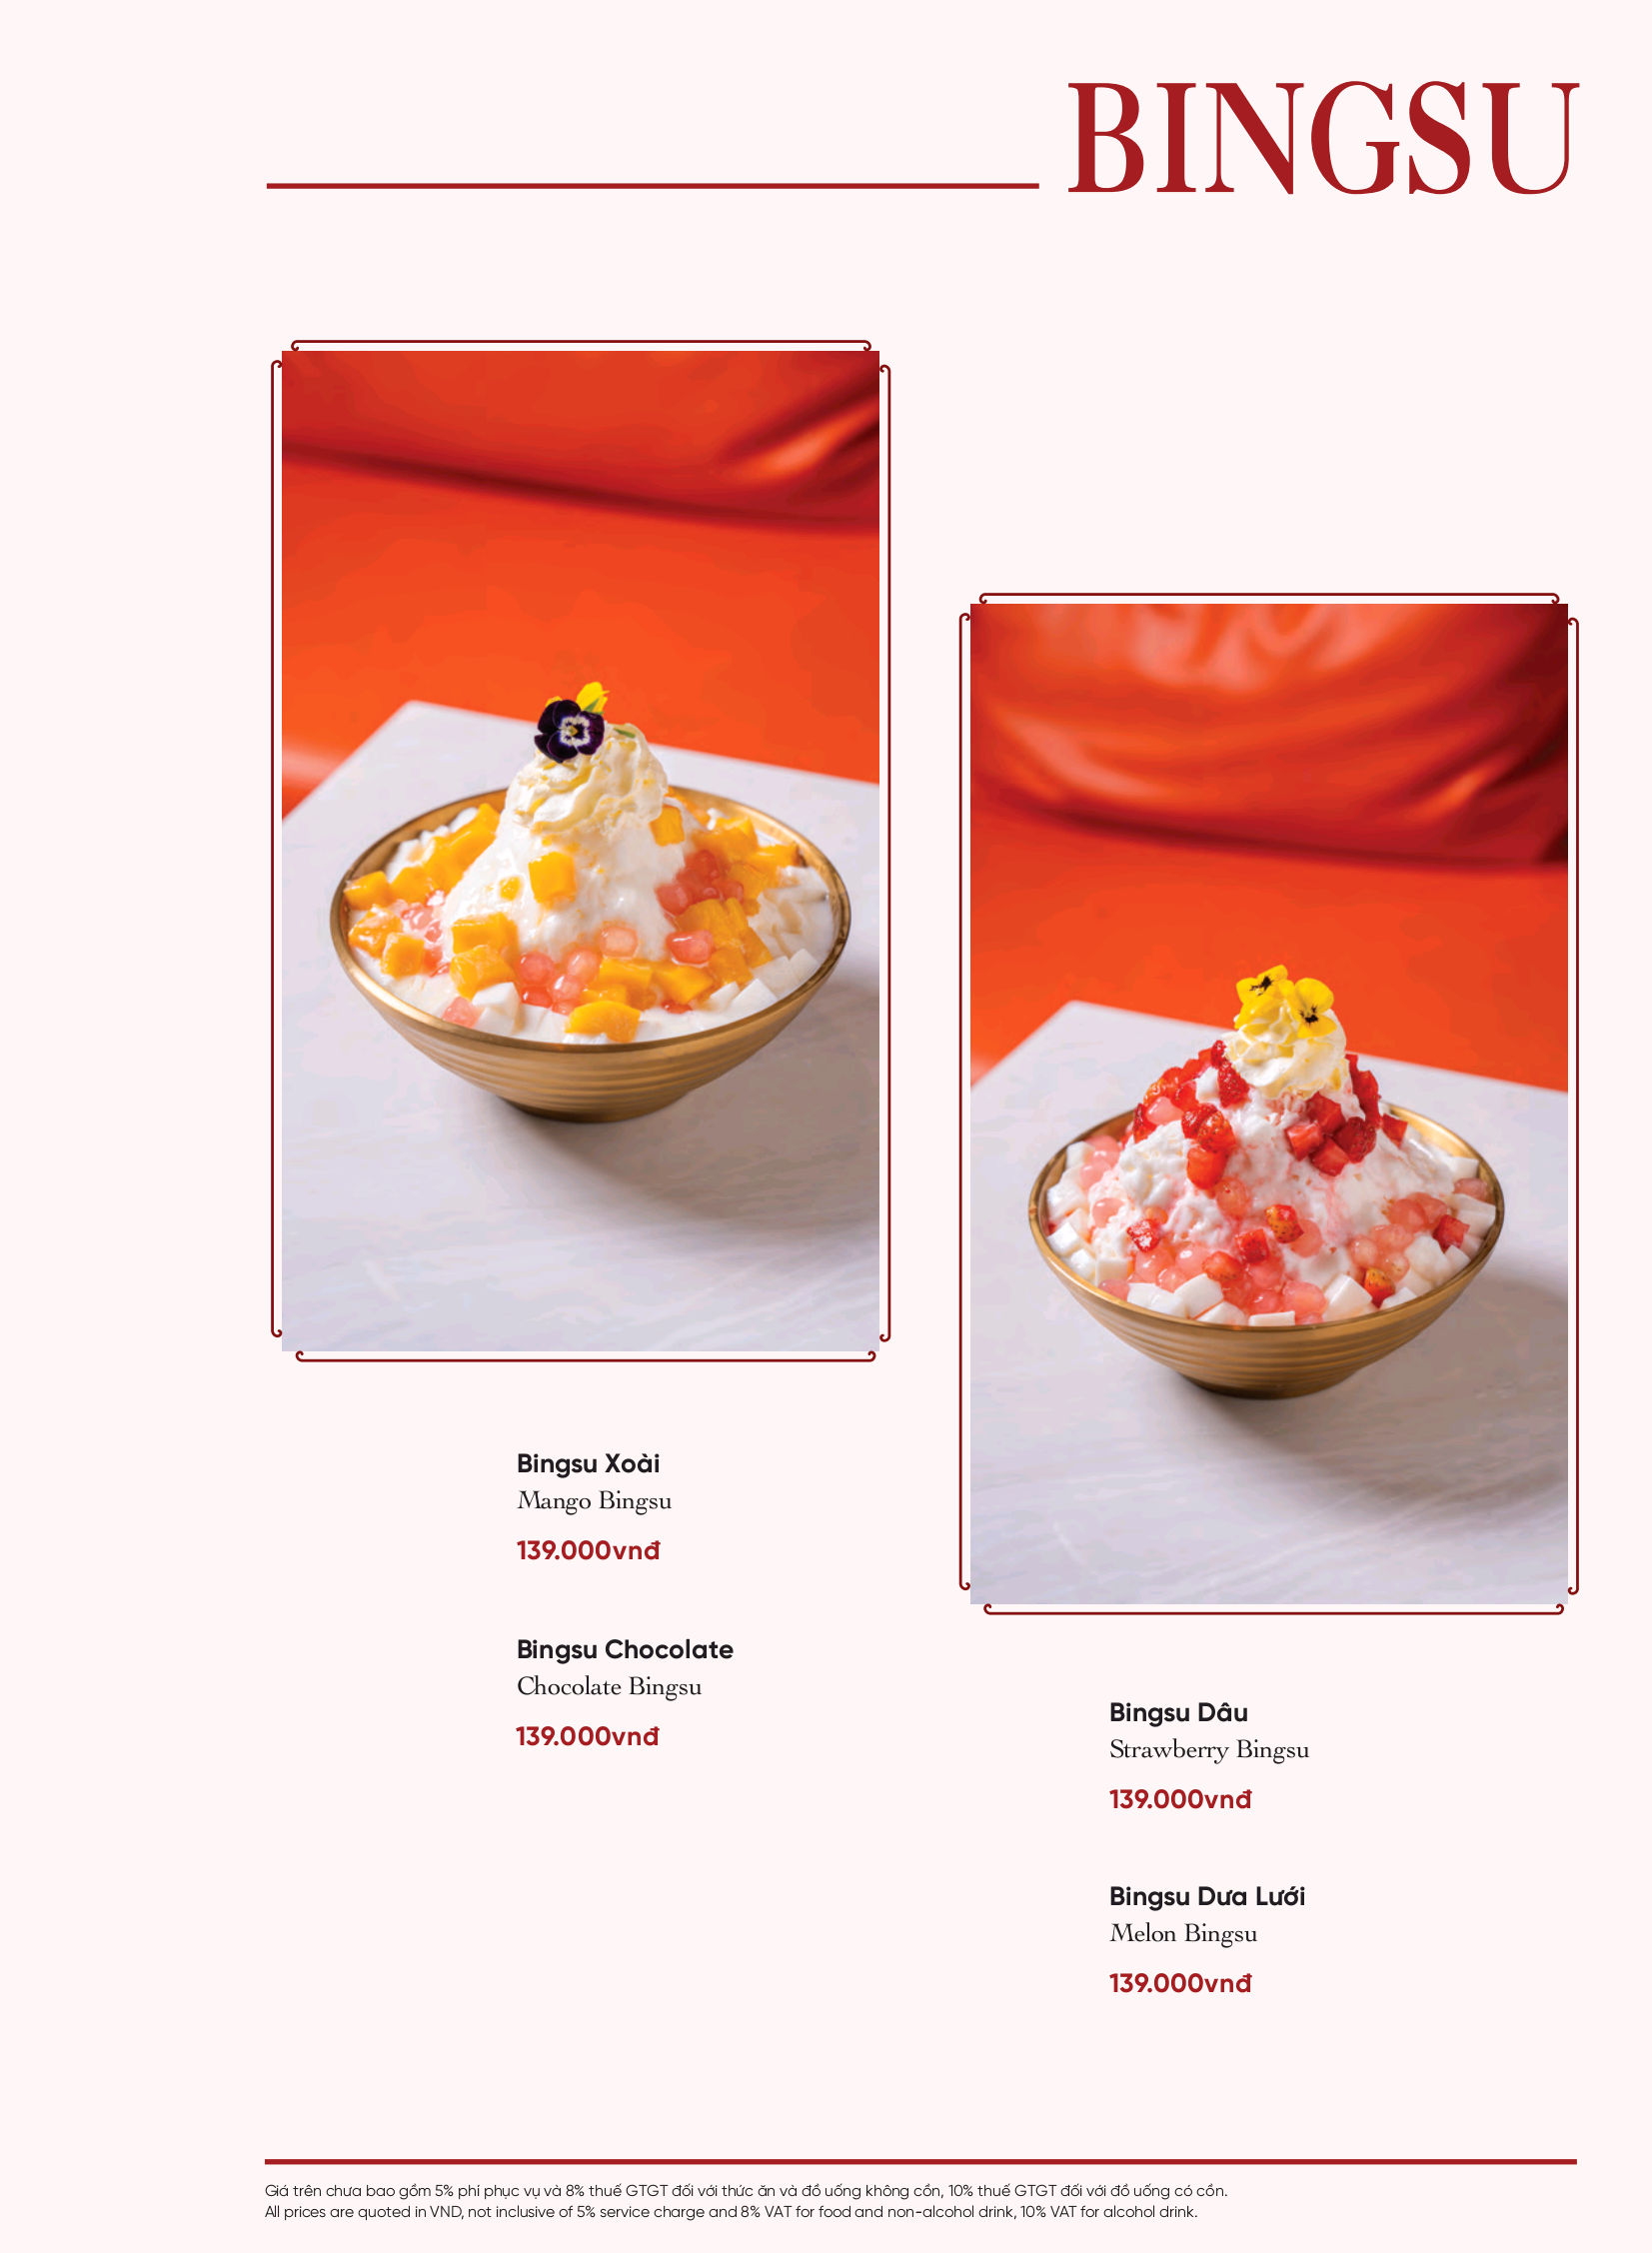 BINGSU
Bingsu Xoài
Mango Bingsu
139.000vnđ
Bingsu Chocolate
Chocolate Bingsu
139.000vnđ
Bingsu Dâu
Strawberry Bingsu
139.000vnđ
Bingsu Dưa Lưới
Melon Bingsu
139.000vnđ
Giá trên chưa bao gồm 5% phí phục vụ và 8% thuế GTGT đối với thức ăn và đồ uống không cồn, 10% thuế GTGT đối với đồ uống có cồn.
All prices are quoted in VND, not inclusive of 5% service charge and 8% VAT for food and non-alcohol drink, 10% VAT for alcohol drink.